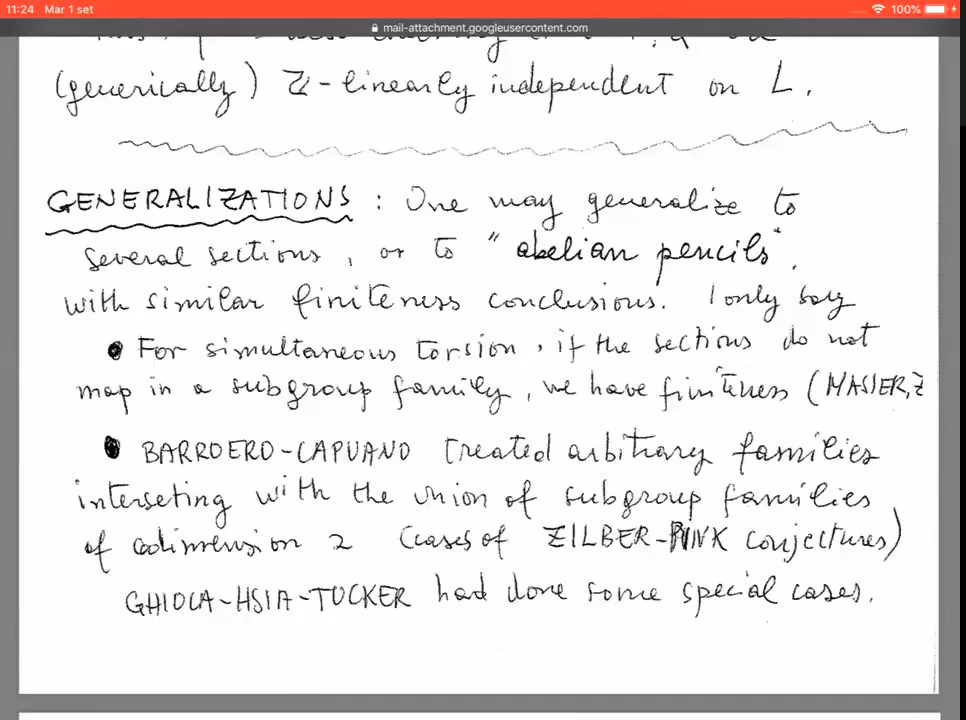 11:24 Mar 1 set 100%
mail-attachment.googleusercontent.com
(generically) ℤ-linearly independent on L.
GENERALIZATIONS : One may generalize to
several sections, or to "abelian pencils",
with similar finiteness conclusions. I only say
• For simultaneous torsion, if the sections do not
map in a subgroup family, we have finiteness (MASSER, Z
• BARROERO-CAPUANO treated arbitrary families
interseting with the union of subgroup families
of codimension 2 (cases of ZILBER-PINK conjectures)
GHIOCA-HSIA-TUCKER had done some special cases.